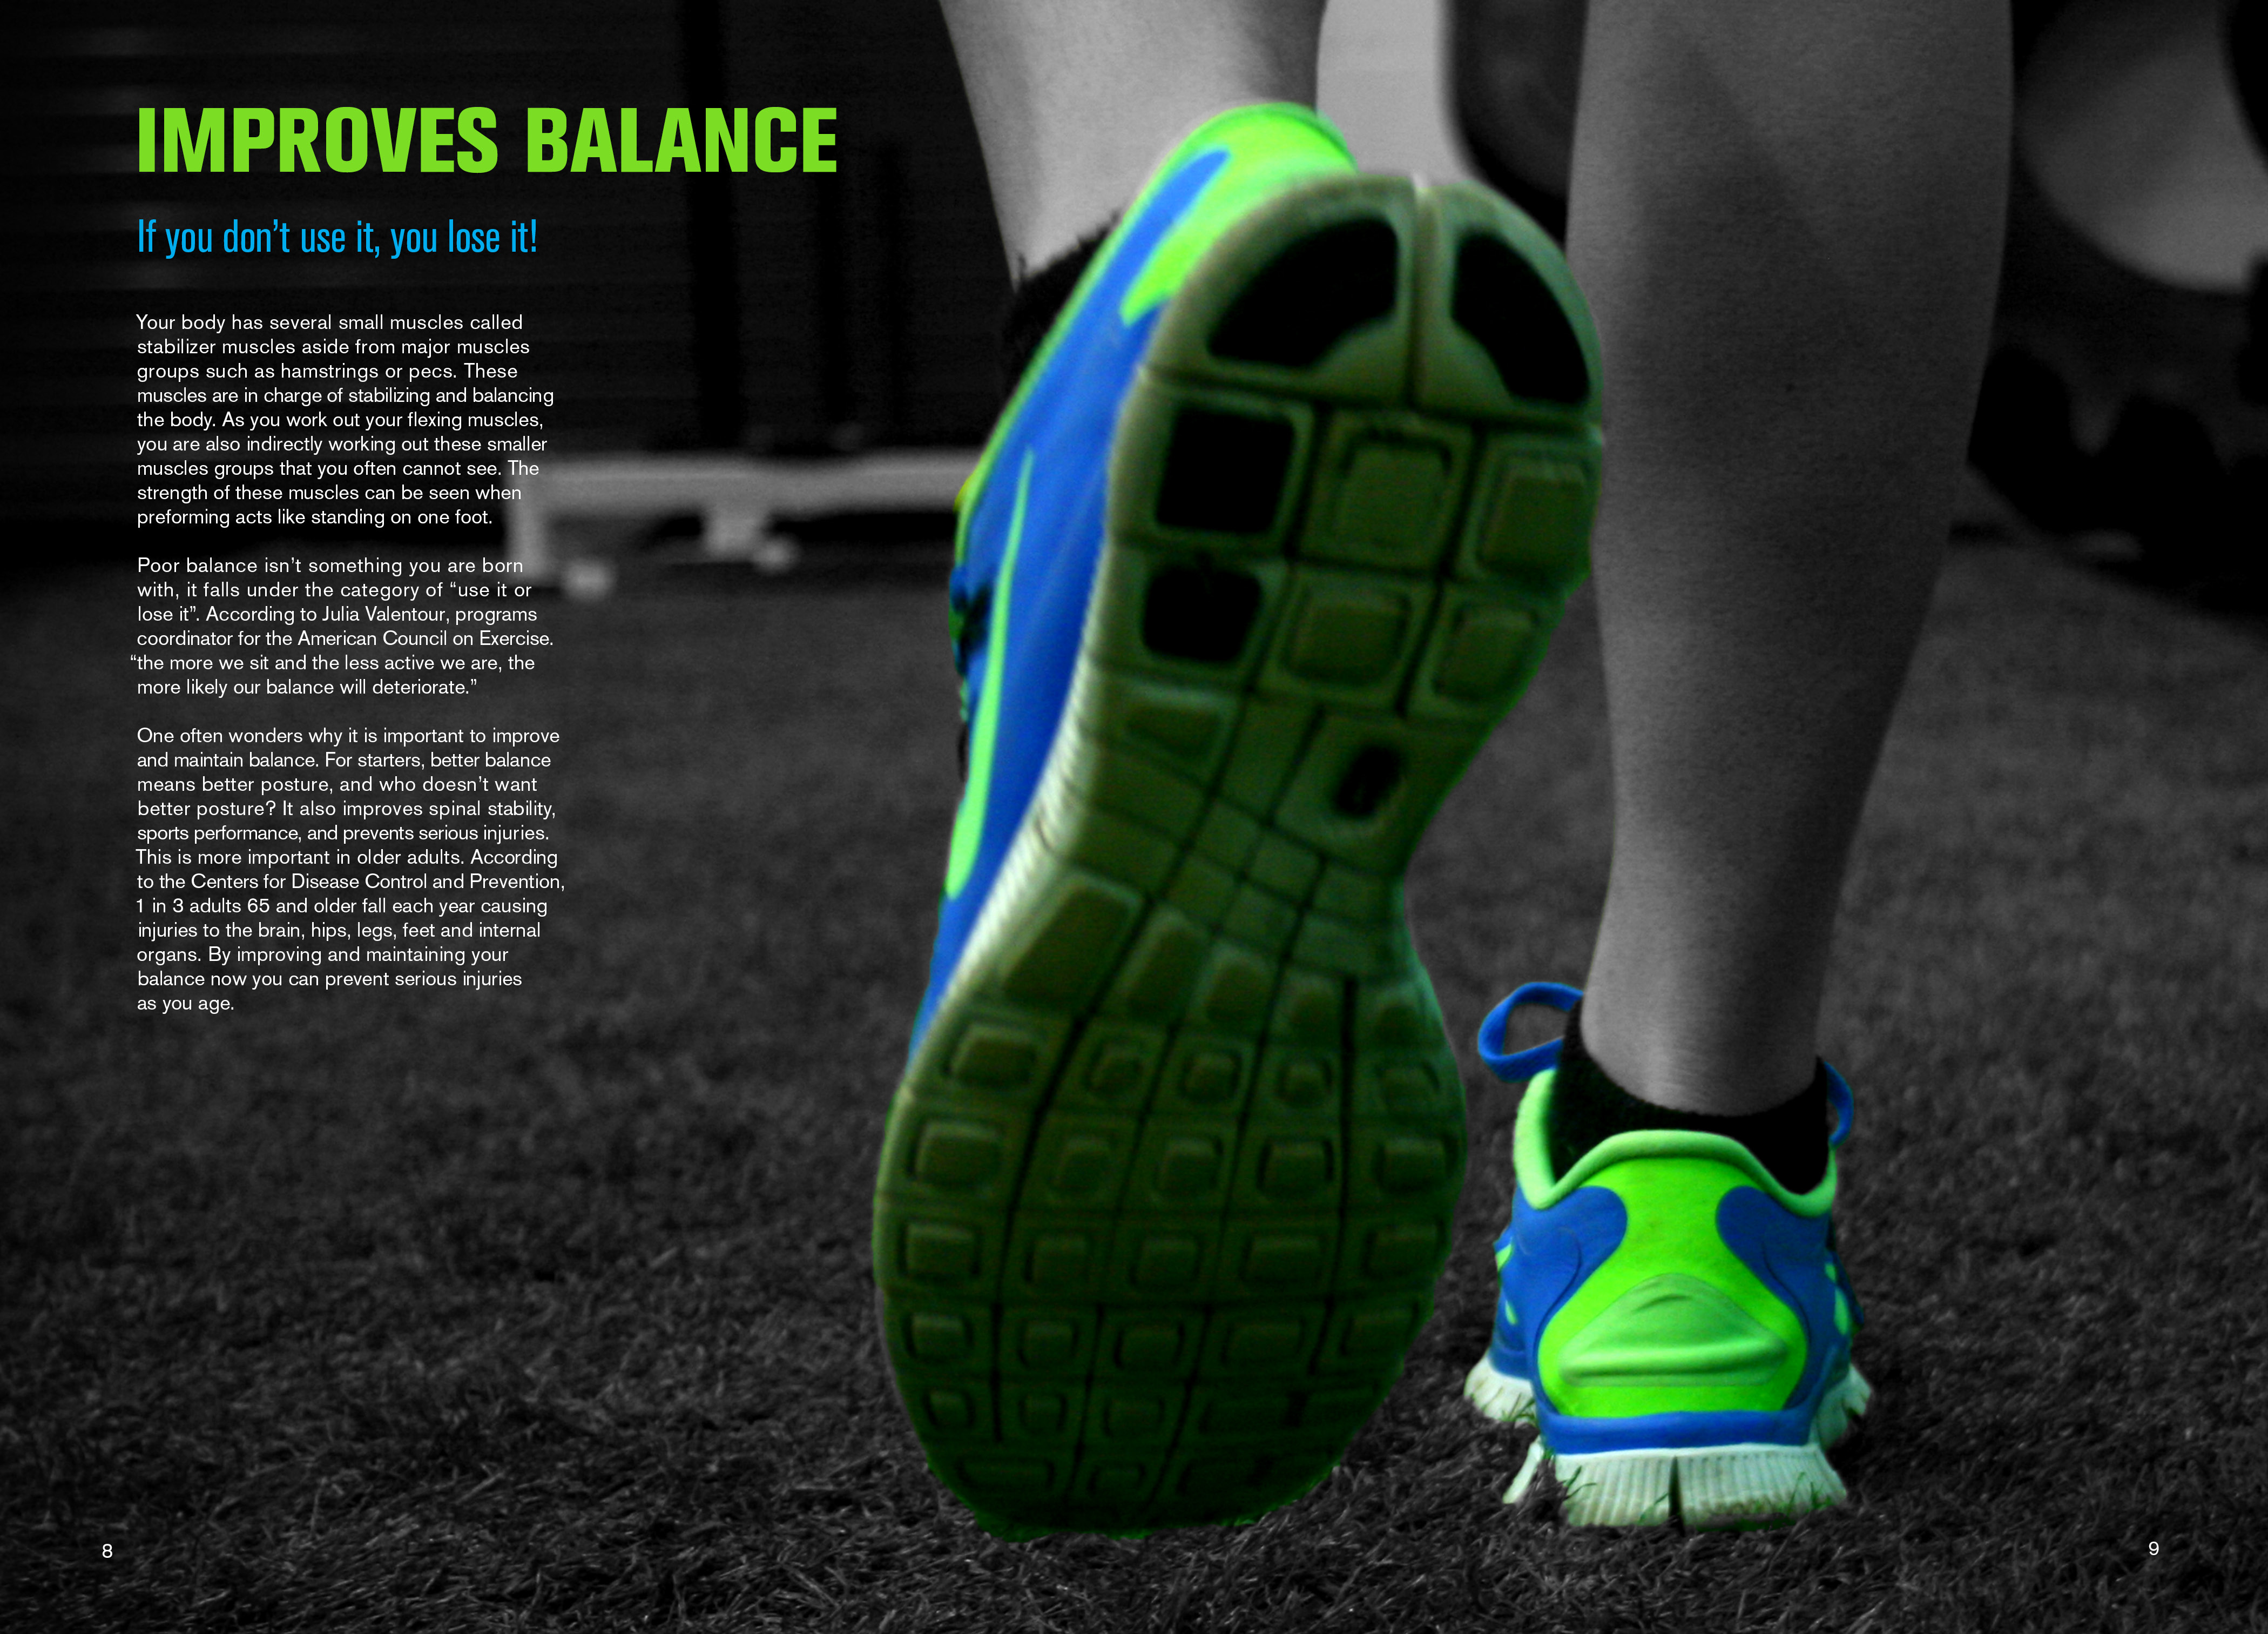 IMPROVES BALANCE
If you don’t use it, you lose it!
Your body has several small muscles called
stabilizer muscles aside from major muscles
groups such as hamstrings or pecs. These
muscles are in charge of stabilizing and balancing
the body. As you work out your flexing muscles,
you are also indirectly working out these smaller
muscles groups that you often cannot see. The
strength of these muscles can be seen when
preforming acts like standing on one foot.
Poor balance isn’t something you are born
with, it falls under the category of “use it or
lose it”. According to Julia Valentour, programs
coordinator for the American Council on Exercise.
“the more we sit and the less active we are, the
more likely our balance will deteriorate.”
One often wonders why it is important to improve
and maintain balance. For starters, better balance
means better posture, and who doesn’t want
better posture? It also improves spinal stability,
sports performance, and prevents serious injuries.
This is more important in older adults. According
to the Centers for Disease Control and Prevention,
1 in 3 adults 65 and older fall each year causing
injuries to the brain, hips, legs, feet and internal
organs. By improving and maintaining your
balance now you can prevent serious injuries
as you age.
8
9